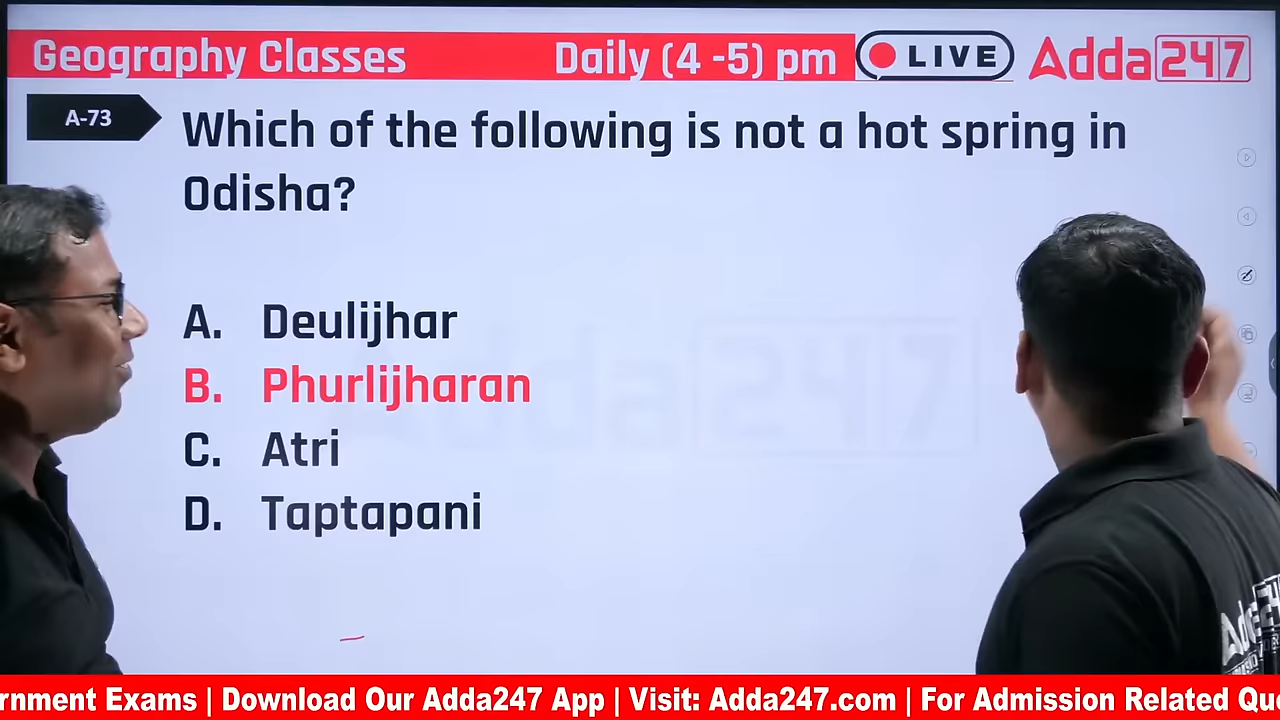 Geography Classes Daily (4 -5) pm LIVE Adda247
A-73
Which of the following is not a hot spring in
Odisha?
A. Deulijhar
B. Phurlijharan
C. Atri
D. Taptapani
rnment Exams | Download Our Adda247 App | Visit: Adda247.com | For Admission Related Qu